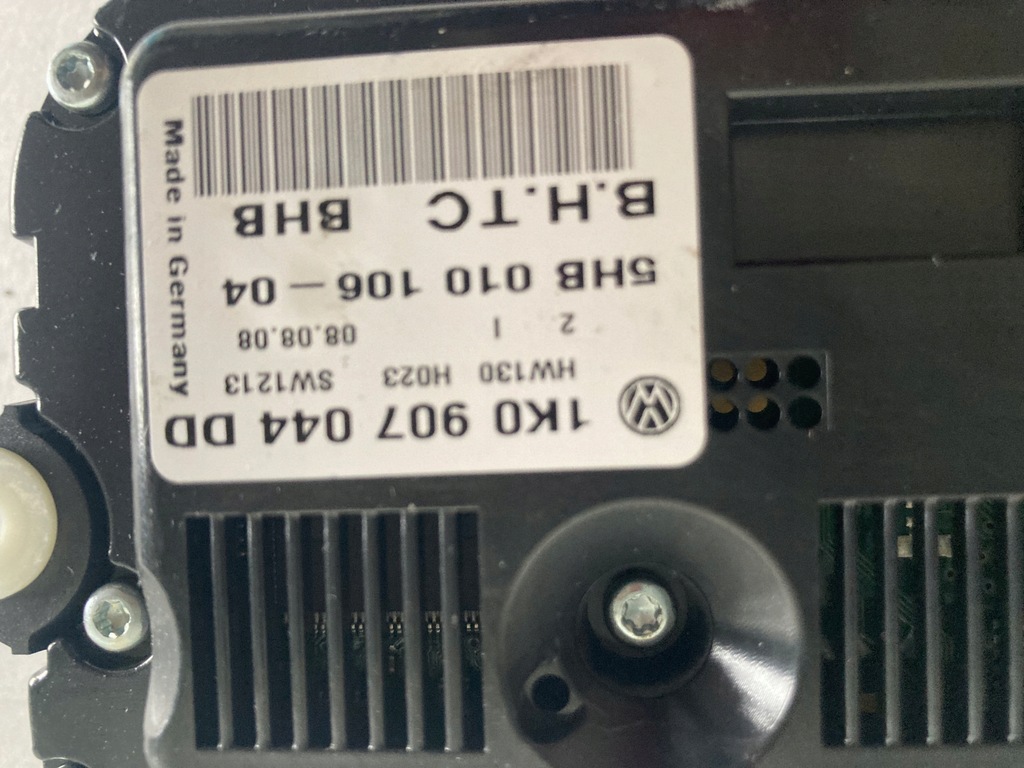 1K0 907 044 DD
HW130 H023 SW1213
2 1 08.08.08
5HB 010 106-04
B.H.TC BHB
Made in Germany